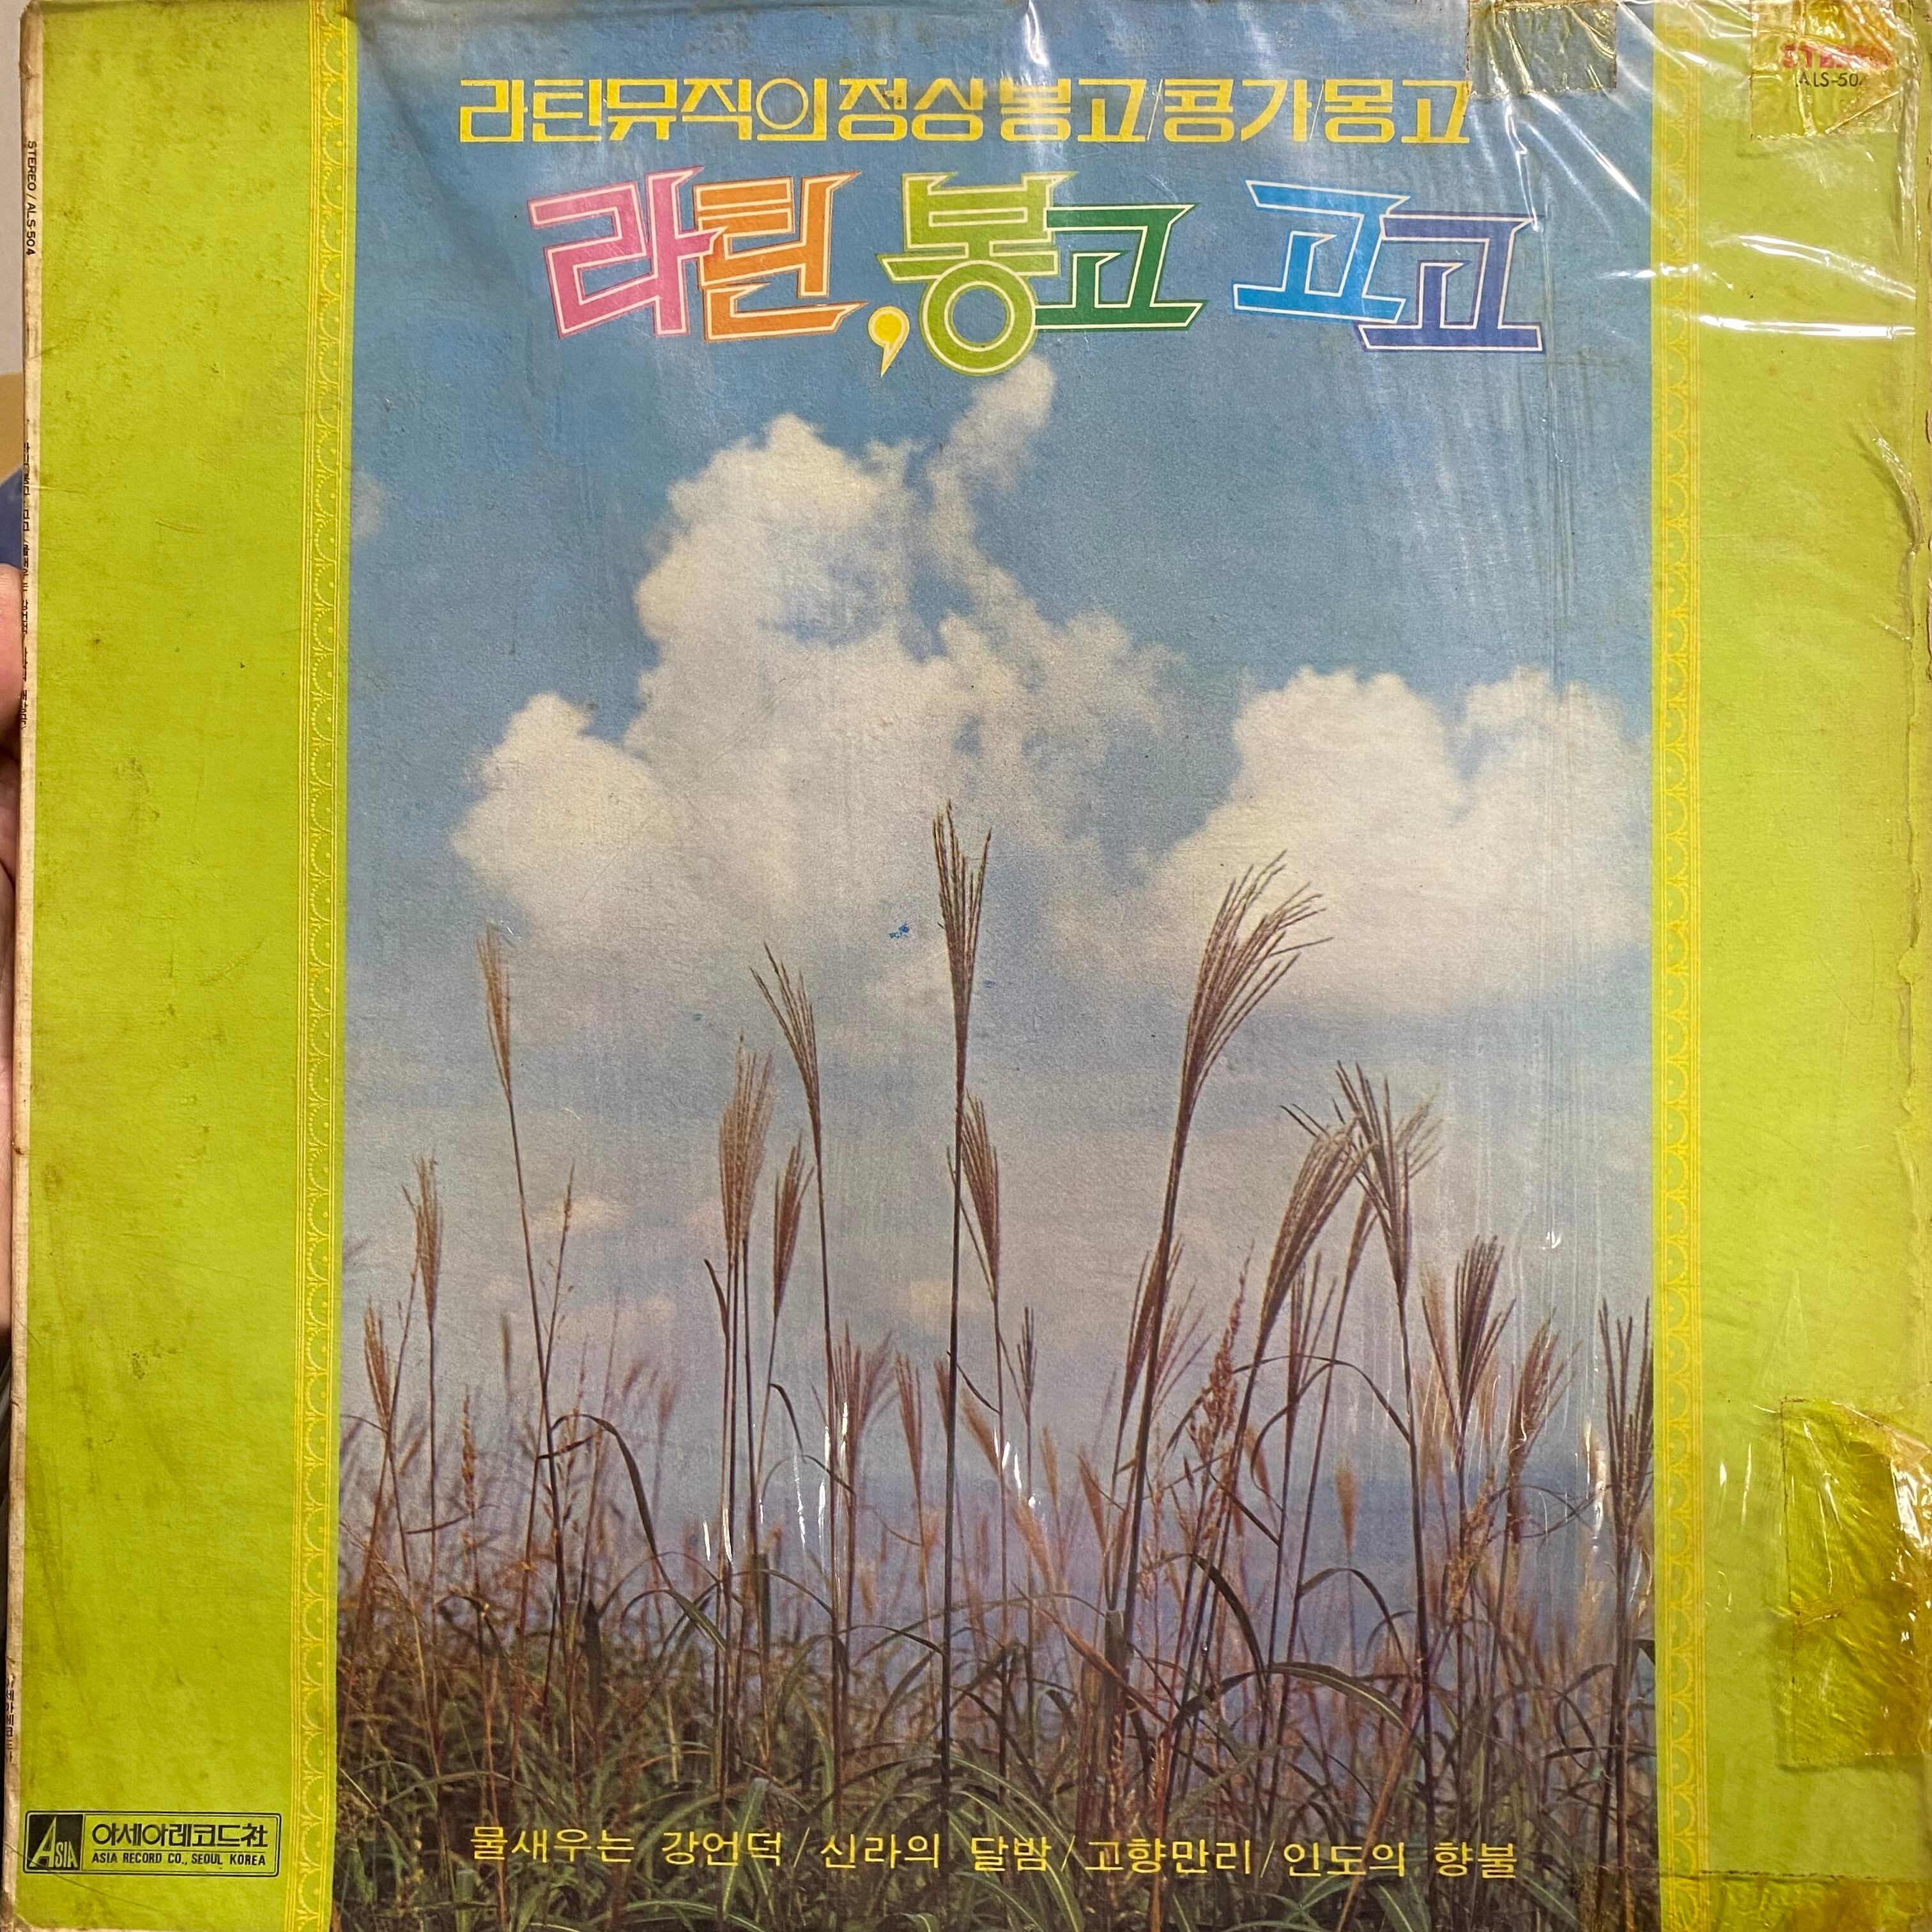 STEREO
ALS-504
라틴뮤직의 정상 봉고/콩가/몽고
라틴, 봉고 고고
STEREO / ALS-504
물새우는 강언덕/신라의 달밤/고향만리/인도의 향불
ASIA
아세아레코드社
ASIA RECORD CO., SEOUL KOREA